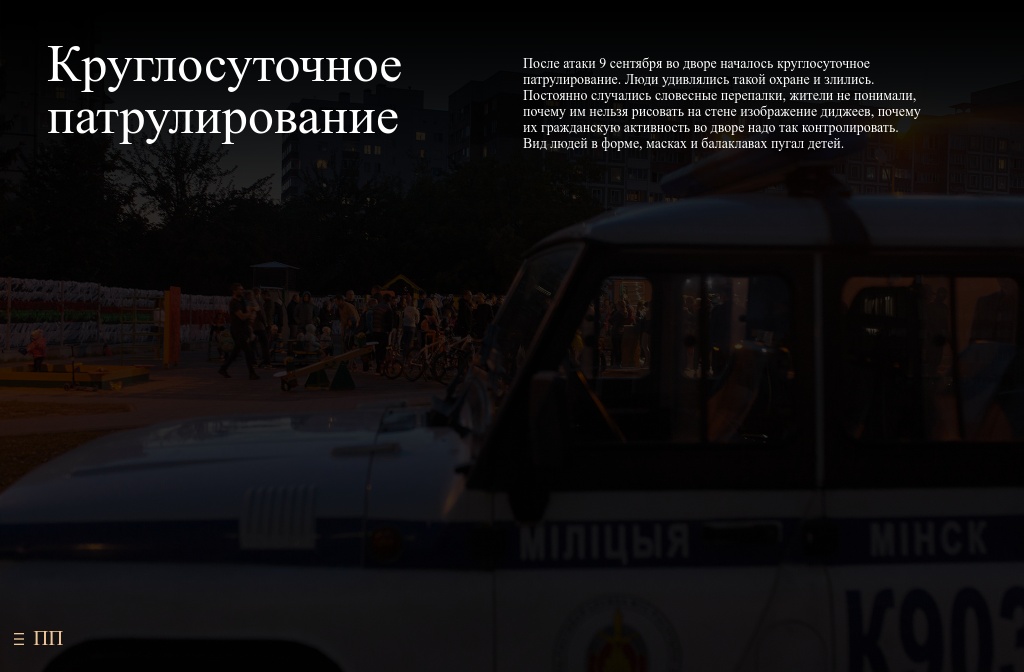 Круглосуточное
патрулирование
После атаки 9 сентября во дворе началось круглосуточное
патрулирование. Люди удивлялись такой охране и злились.
Постоянно случались словесные перепалки, жители не понимали,
почему им нельзя рисовать на стене изображение диджеев, почему
их гражданскую активность во дворе надо так контролировать.
Вид людей в форме, масках и балаклавах пугал детей.
МІЛІЦЫЯ
МІНСК
К903
ПП